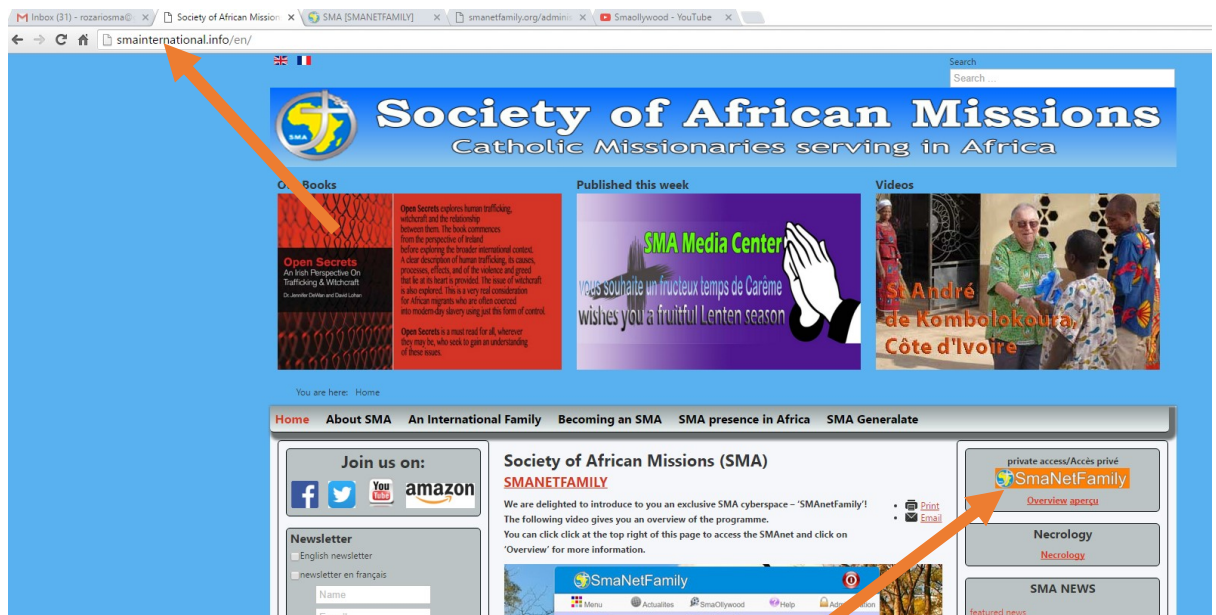 Inbox (31) - rozariosma@
Society of African Mission
SMA [SMANETFAMILY]
smanetfamily.org/adminis
Smaollywood - YouTube
smainternational.info/en/
Search
Search ...
SMA
Society of African Missions
Catholic Missionaries serving in Africa
Our Books
Open Secrets
An Irish Perspective On
Trafficking & Witchcraft
Dr. Jennifer DeWan and David Lohan
Open Secrets explores human trafficking,
witchcraft and the relationship
between them. The book commences
from the perspective of Ireland
before exploring the broader international context.
A clear description of human trafficking, its causes,
processes, effects, and of the violence and greed
that lie at its heart is provided. The issue of witchcraft
is also explored. This is a very real consideration
for African migrants who are often coerced
into modern-day slavery using just this form of control.
Open Secrets is a must read for all, wherever
they may be, who seek to gain an understanding
of these issues.
Published this week
SMA Media Center
vous souhaite un fructeux temps de Carême
wishes you a fruitful Lenten season
Videos
St André
de Kombolokoura,
Côte d'Ivoire
You are here: Home
Home About SMA An International Family Becoming an SMA SMA presence in Africa SMA Generalate
Join us on:
You
Tube
amazon
Newsletter
English newsletter
newsletter en français
Name
Society of African Missions (SMA)
SMANETFAMILY
We are delighted to introduce to you an exclusive SMA cyberspace – 'SMAnetFamily'!
The following video gives you an overview of the programme.
You can click click at the top right of this page to access the SMAnet and click on
'Overview' for more information.
Print
Email
SmaNetFamily
Menu Actualites SmaOllywood Help
private access/Accès privé
SmaNetFamily
Overview aperçu
Necrology
Necrology
SMA NEWS
featured news